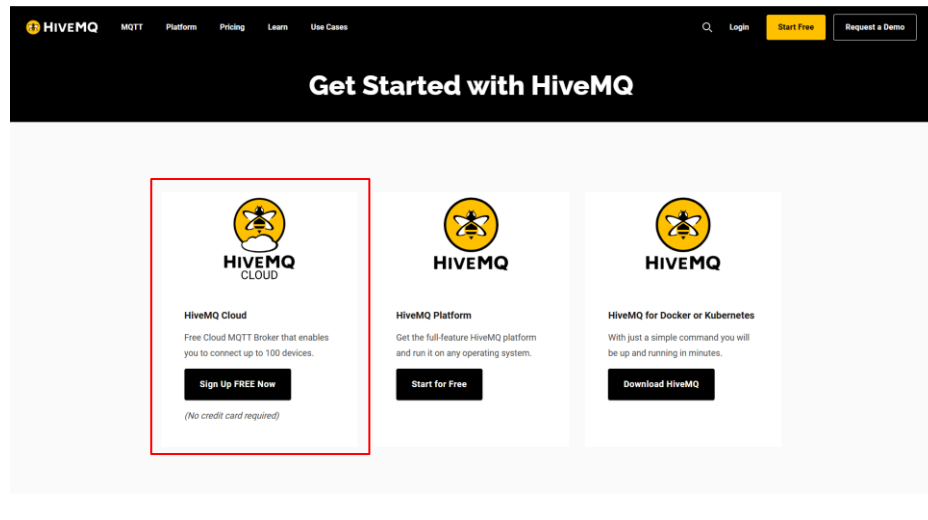 HIVEMQ MQTT Platform Pricing Learn Use Cases Login Start Free Request a Demo
Get Started with HiveMQ
HIVEMQ
CLOUD
HiveMQ Cloud
Free Cloud MQTT Broker that enables
you to connect up to 100 devices.
Sign Up FREE Now
(No credit card required)
HIVEMQ
HiveMQ Platform
Get the full-feature HiveMQ platform
and run it on any operating system.
Start for Free
HIVEMQ
HiveMQ for Docker or Kubernetes
With just a simple command you will
be up and running in minutes.
Download HiveMQ